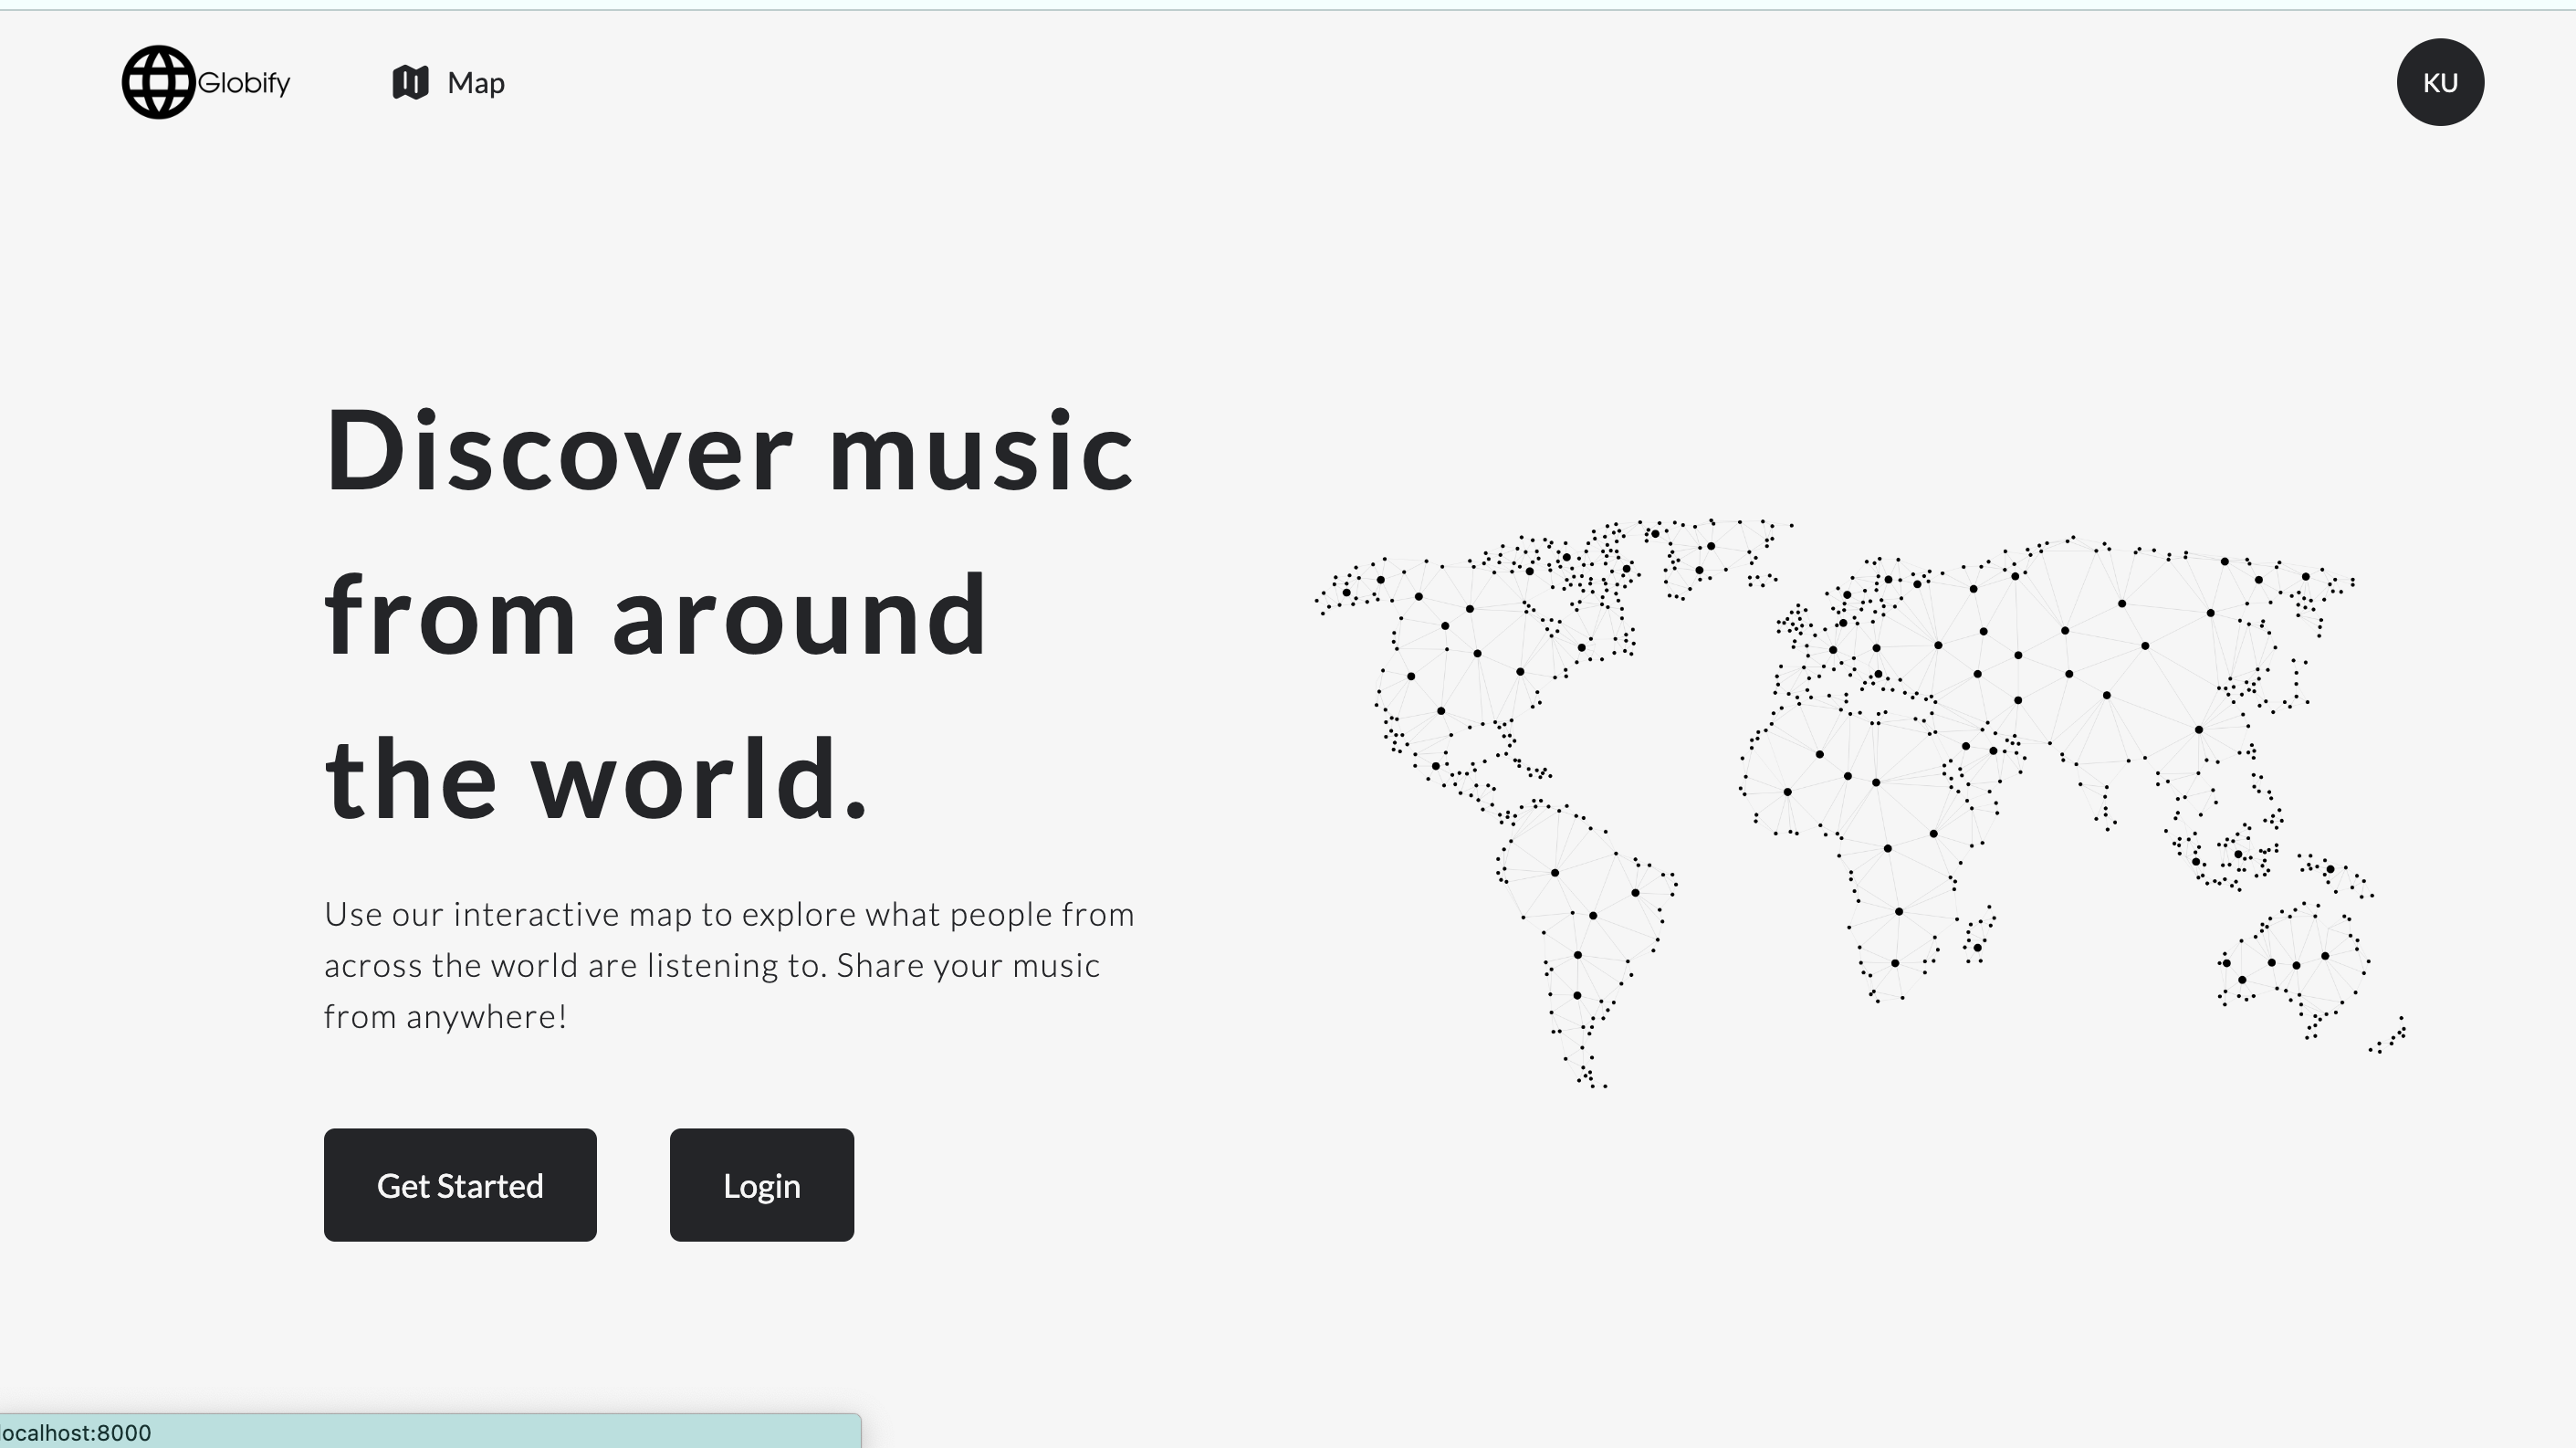 Globify
Map
KU
Discover music
from around
the world.
Use our interactive map to explore what people from
across the world are listening to. Share your music
from anywhere!
Get Started
Login
localhost:8000